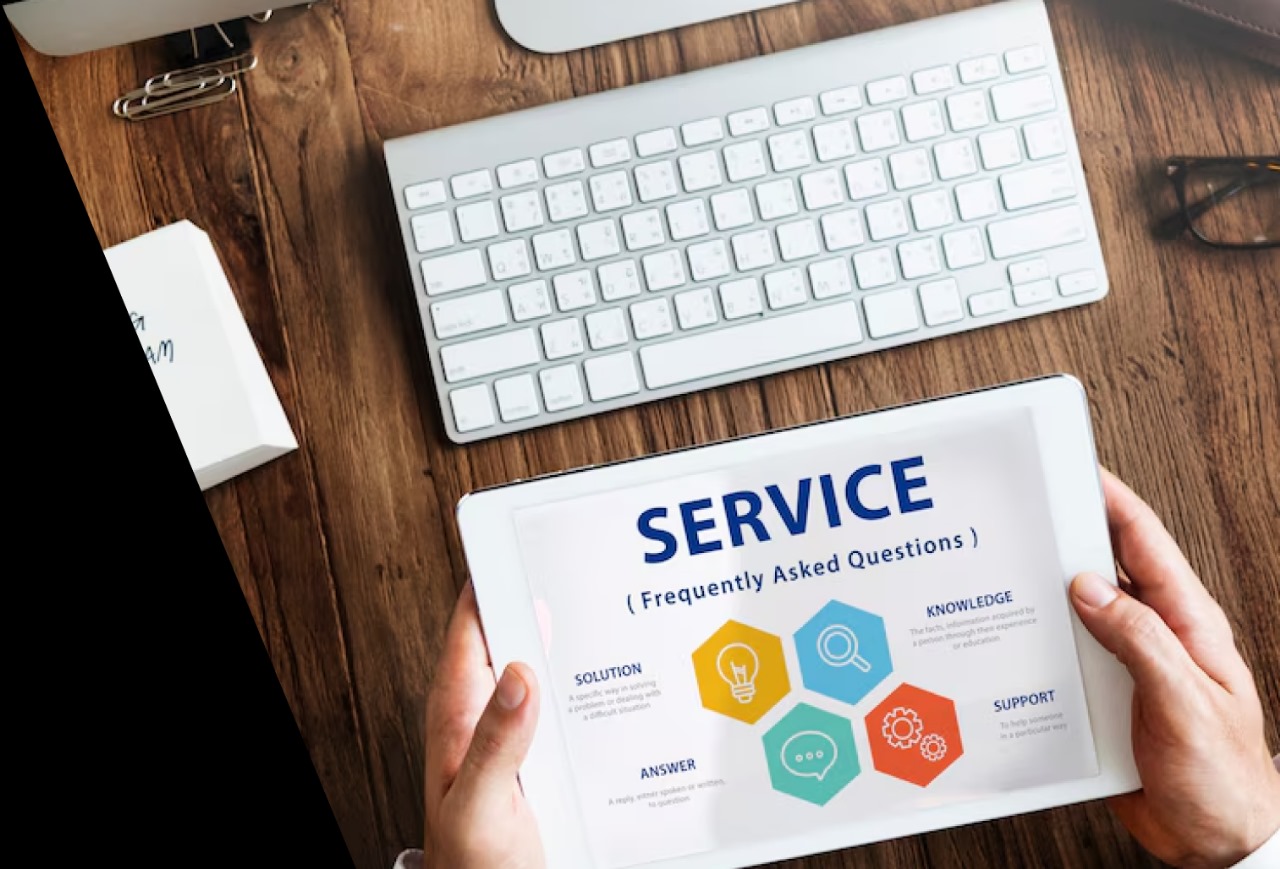 AM
SERVICE
( Frequently Asked Questions )
KNOWLEDGE
The facts, information acquired by
a person through their experience
or education
SOLUTION
A specific way in solving
a problem or dealing with
a difficult situation
SUPPORT
To help someone
in a particular way
ANSWER
A reply, either spoken or written,
to question